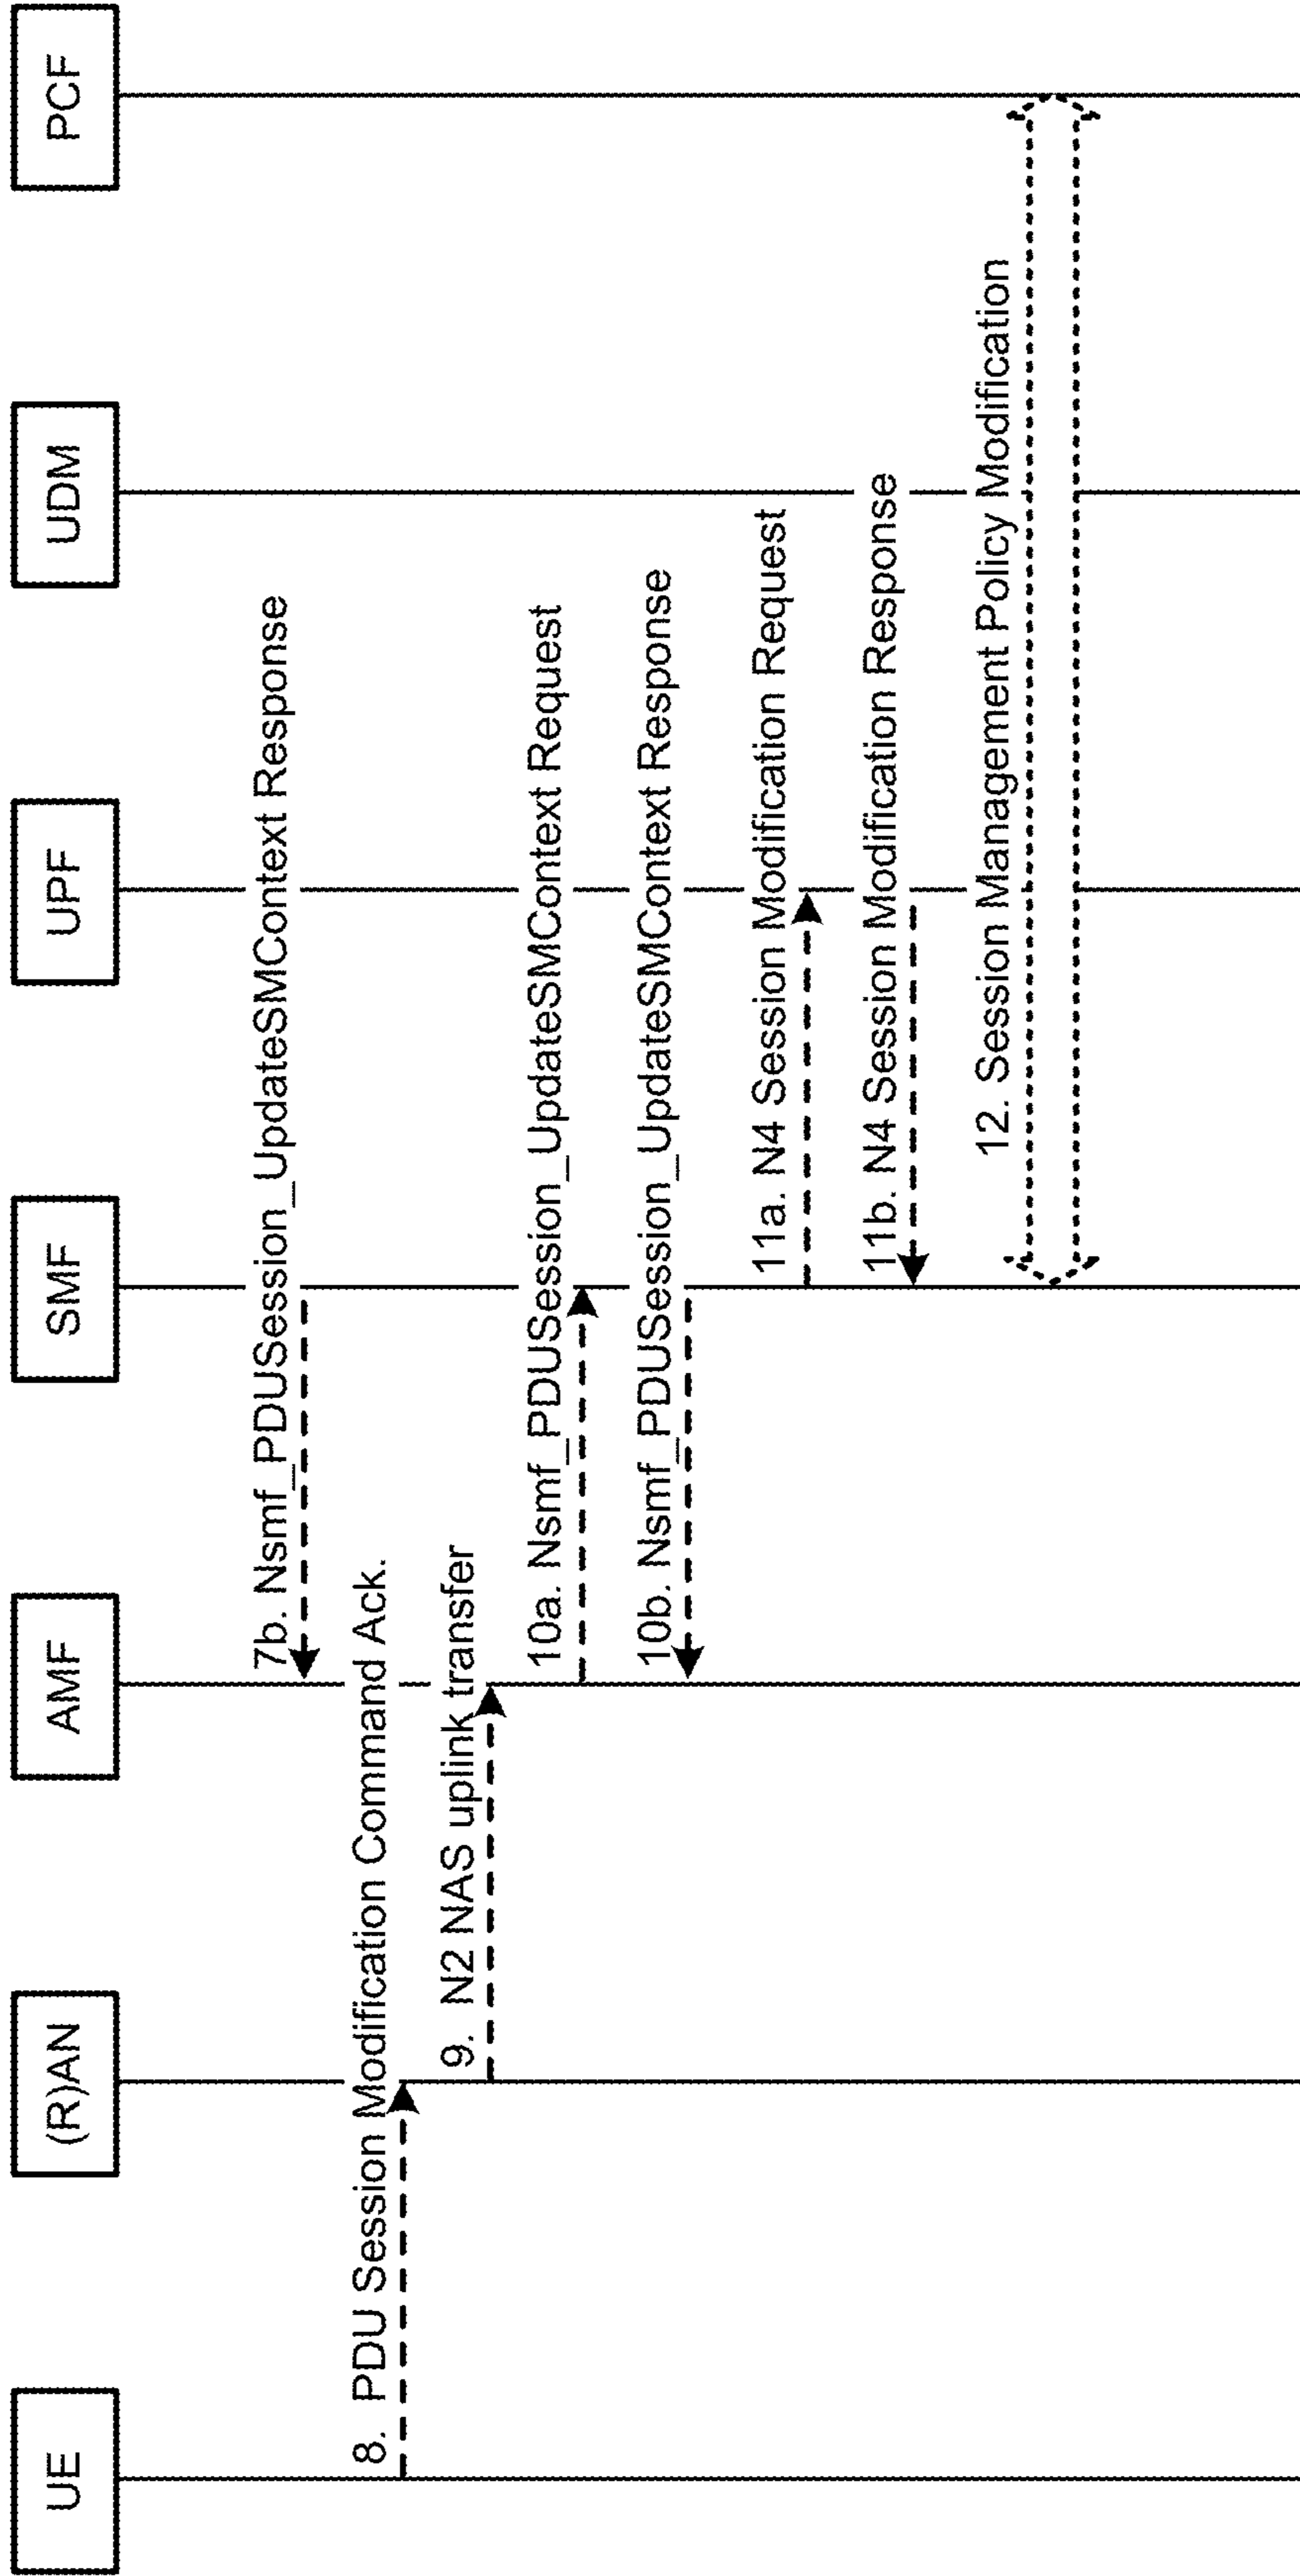 UE
(R)AN
AMF
SMF
UPF
UDM
PCF
7b. Nsmf_PDUSession_UpdateSMContext Response
8. PDU Session Modification Command Ack.
9. N2 NAS uplink transfer
10a. Nsmf_PDUSession_UpdateSMContext Request
10b. Nsmf_PDUSession_UpdateSMContext Response
11a. N4 Session Modification Request
11b. N4 Session Modification Response
12. Session Management Policy Modification